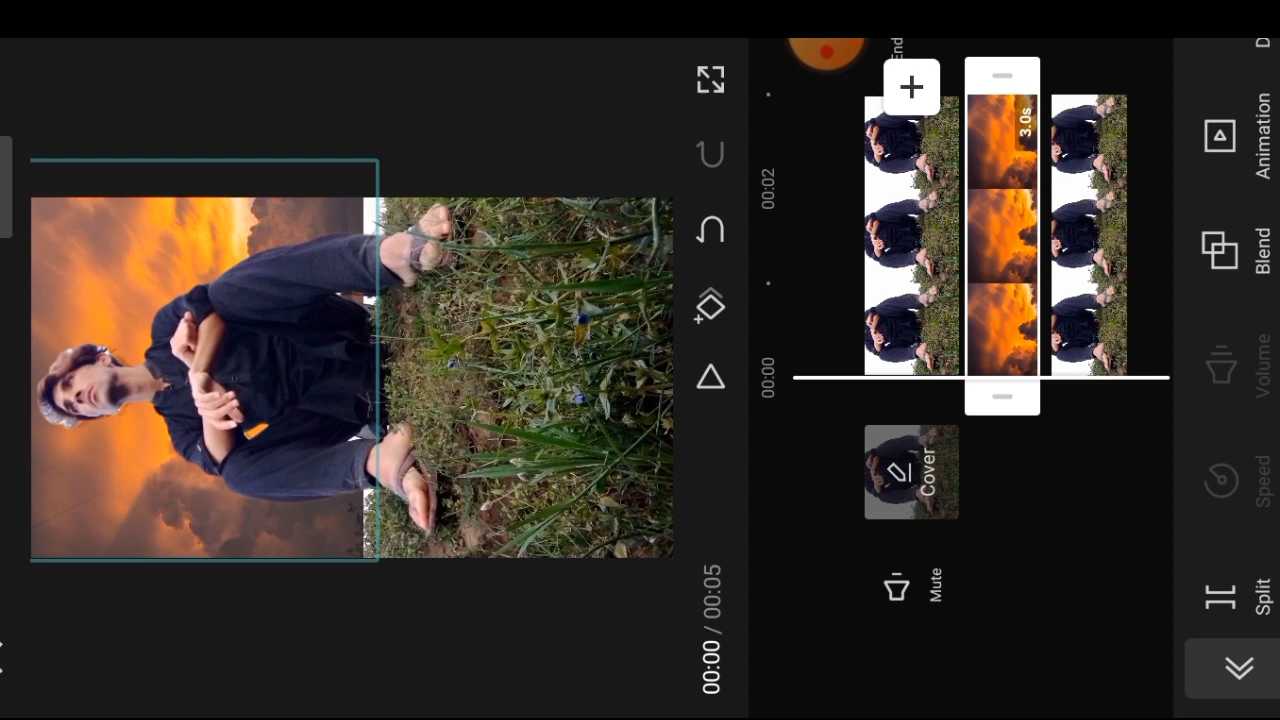 00:00 / 00:05
00:00
00:02
Mute
Cover
End
3.0s
Split
Speed
Volume
Blend
Animation
D